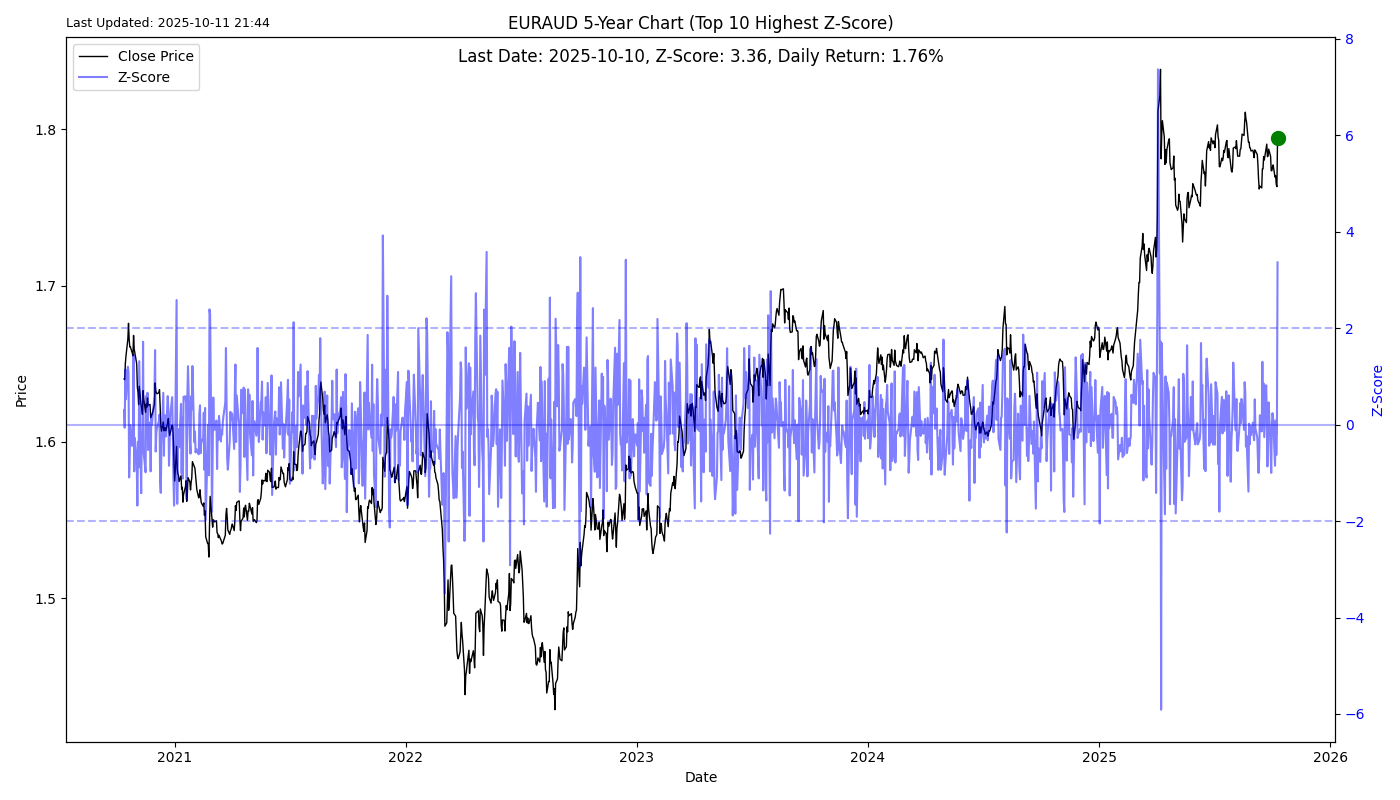 Last Updated: 2025-10-11 21:44
EURAUD 5-Year Chart (Top 10 Highest Z-Score)
Last Date: 2025-10-10, Z-Score: 3.36, Daily Return: 1.76%
Close Price
Z-Score
Price
1.8
1.7
1.6
1.5
8
6
4
2
0
−2
−4
−6
Z-Score
2021
2022
2023
2024
2025
2026
Date